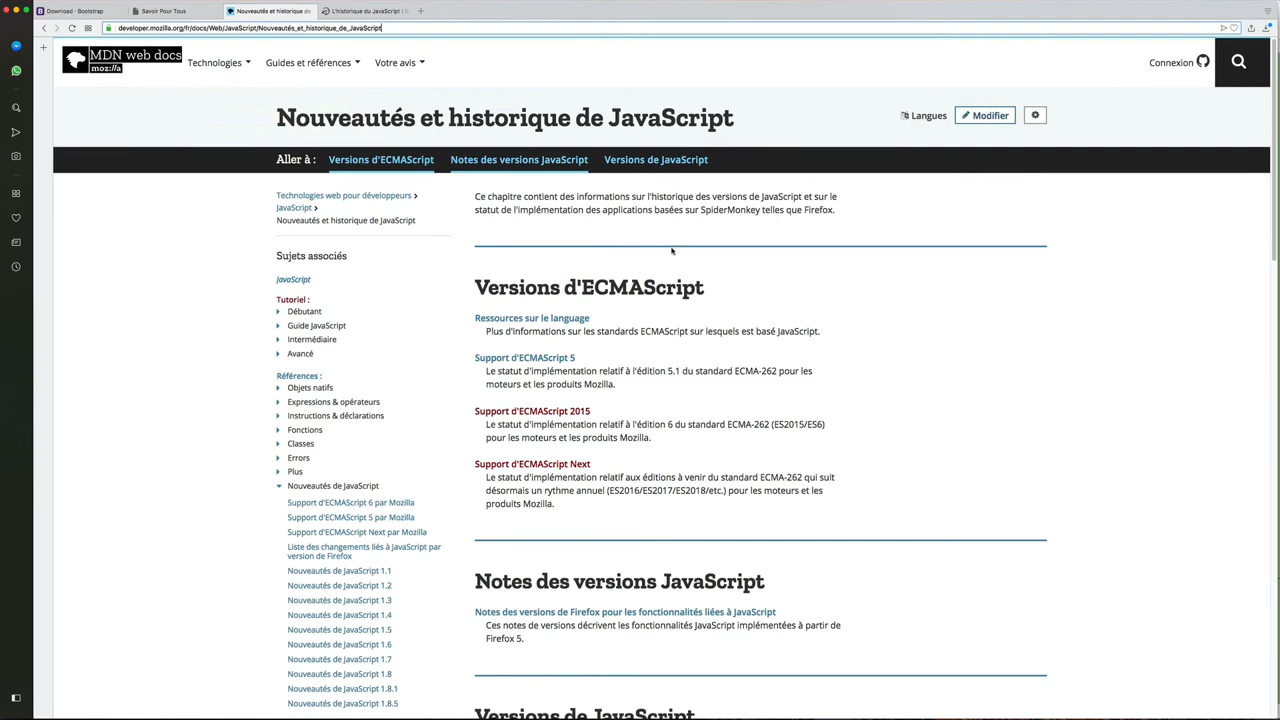 Download - Bootstrap
Savoir Pour Tous
Nouveautés et historique de
L'historique du JavaScript |
developer.mozilla.org/fr/docs/Web/JavaScript/Nouveautés_et_historique_de_JavaScript
MDN web docs
moz://a
Technologies
Guides et références
Votre avis
Connexion
Nouveautés et historique de JavaScript
Langues
Modifier
Aller à :
Versions d'ECMAScript
Notes des versions JavaScript
Versions de JavaScript
Technologies web pour développeurs
JavaScript
Nouveautés et historique de JavaScript
Sujets associés
JavaScript
Tutoriel :
Débutant
Guide JavaScript
Intermédiaire
Avancé
Références :
Objets natifs
Expressions & opérateurs
Instructions & déclarations
Fonctions
Classes
Errors
Plus
Nouveautés de JavaScript
Support d'ECMAScript 6 par Mozilla
Support d'ECMAScript 5 par Mozilla
Support d'ECMAScript Next par Mozilla
Liste des changements liés à JavaScript par
version de Firefox
Nouveautés de JavaScript 1.1
Nouveautés de JavaScript 1.2
Nouveautés de JavaScript 1.3
Nouveautés de JavaScript 1.4
Nouveautés de JavaScript 1.5
Nouveautés de JavaScript 1.6
Nouveautés de JavaScript 1.7
Nouveautés de JavaScript 1.8
Nouveautés de JavaScript 1.8.1
Nouveautés de JavaScript 1.8.5
Ce chapitre contient des informations sur l'historique des versions de JavaScript et sur le
statut de l'implémentation des applications basées sur SpiderMonkey telles que Firefox.
Versions d'ECMAScript
Ressources sur le language
Plus d'informations sur les standards ECMAScript sur lesquels est basé JavaScript.
Support d'ECMAScript 5
Le statut d'implémentation relatif à l'édition 5.1 du standard ECMA-262 pour les
moteurs et les produits Mozilla.
Support d'ECMAScript 2015
Le statut d'implémentation relatif à l'édition 6 du standard ECMA-262 (ES2015/ES6)
pour les moteurs et les produits Mozilla.
Support d'ECMAScript Next
Le statut d'implémentation relatif aux éditions à venir du standard ECMA-262 qui suit
désormais un rythme annuel (ES2016/ES2017/ES2018/etc.) pour les moteurs et les
produits Mozilla.
Notes des versions JavaScript
Notes des versions de Firefox pour les fonctionnalités liées à JavaScript
Ces notes de versions décrivent les fonctionnalités JavaScript implémentées à partir de
Firefox 5.
Versions de JavaScript